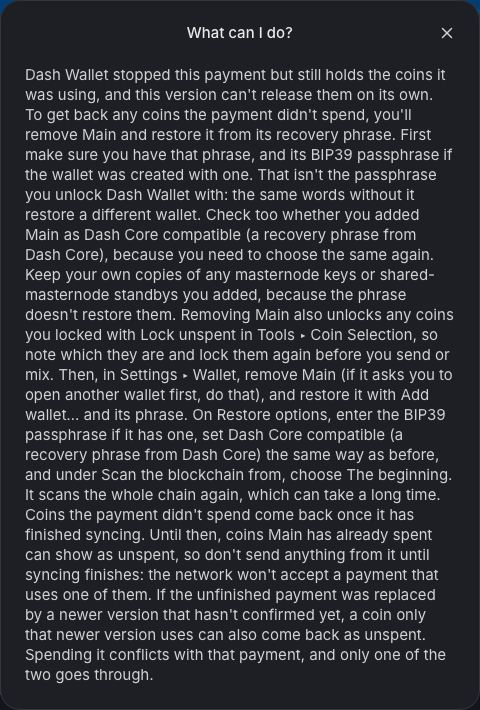 What can I do?
Dash Wallet stopped this payment but still holds the coins it
was using, and this version can't release them on its own.
To get back any coins the payment didn't spend, you'll
remove Main and restore it from its recovery phrase. First
make sure you have that phrase, and its BIP39 passphrase if
the wallet was created with one. That isn't the passphrase
you unlock Dash Wallet with: the same words without it
restore a different wallet. Check too whether you added
Main as Dash Core compatible (a recovery phrase from
Dash Core), because you need to choose the same again.
Keep your own copies of any masternode keys or shared-
masternode standbys you added, because the phrase
doesn't restore them. Removing Main also unlocks any coins
you locked with Lock unspent in Tools ‣ Coin Selection, so
note which they are and lock them again before you send or
mix. Then, in Settings ‣ Wallet, remove Main (if it asks you to
open another wallet first, do that), and restore it with Add
wallet... and its phrase. On Restore options, enter the BIP39
passphrase if it has one, set Dash Core compatible (a
recovery phrase from Dash Core) the same way as before,
and under Scan the blockchain from, choose The beginning.
It scans the whole chain again, which can take a long time.
Coins the payment didn't spend come back once it has
finished syncing. Until then, coins Main has already spent
can show as unspent, so don't send anything from it until
syncing finishes: the network won't accept a payment that
uses one of them. If the unfinished payment was replaced
by a newer version that hasn't confirmed yet, a coin only
that newer version uses can also come back as unspent.
Spending it conflicts with that payment, and only one of the
two goes through.